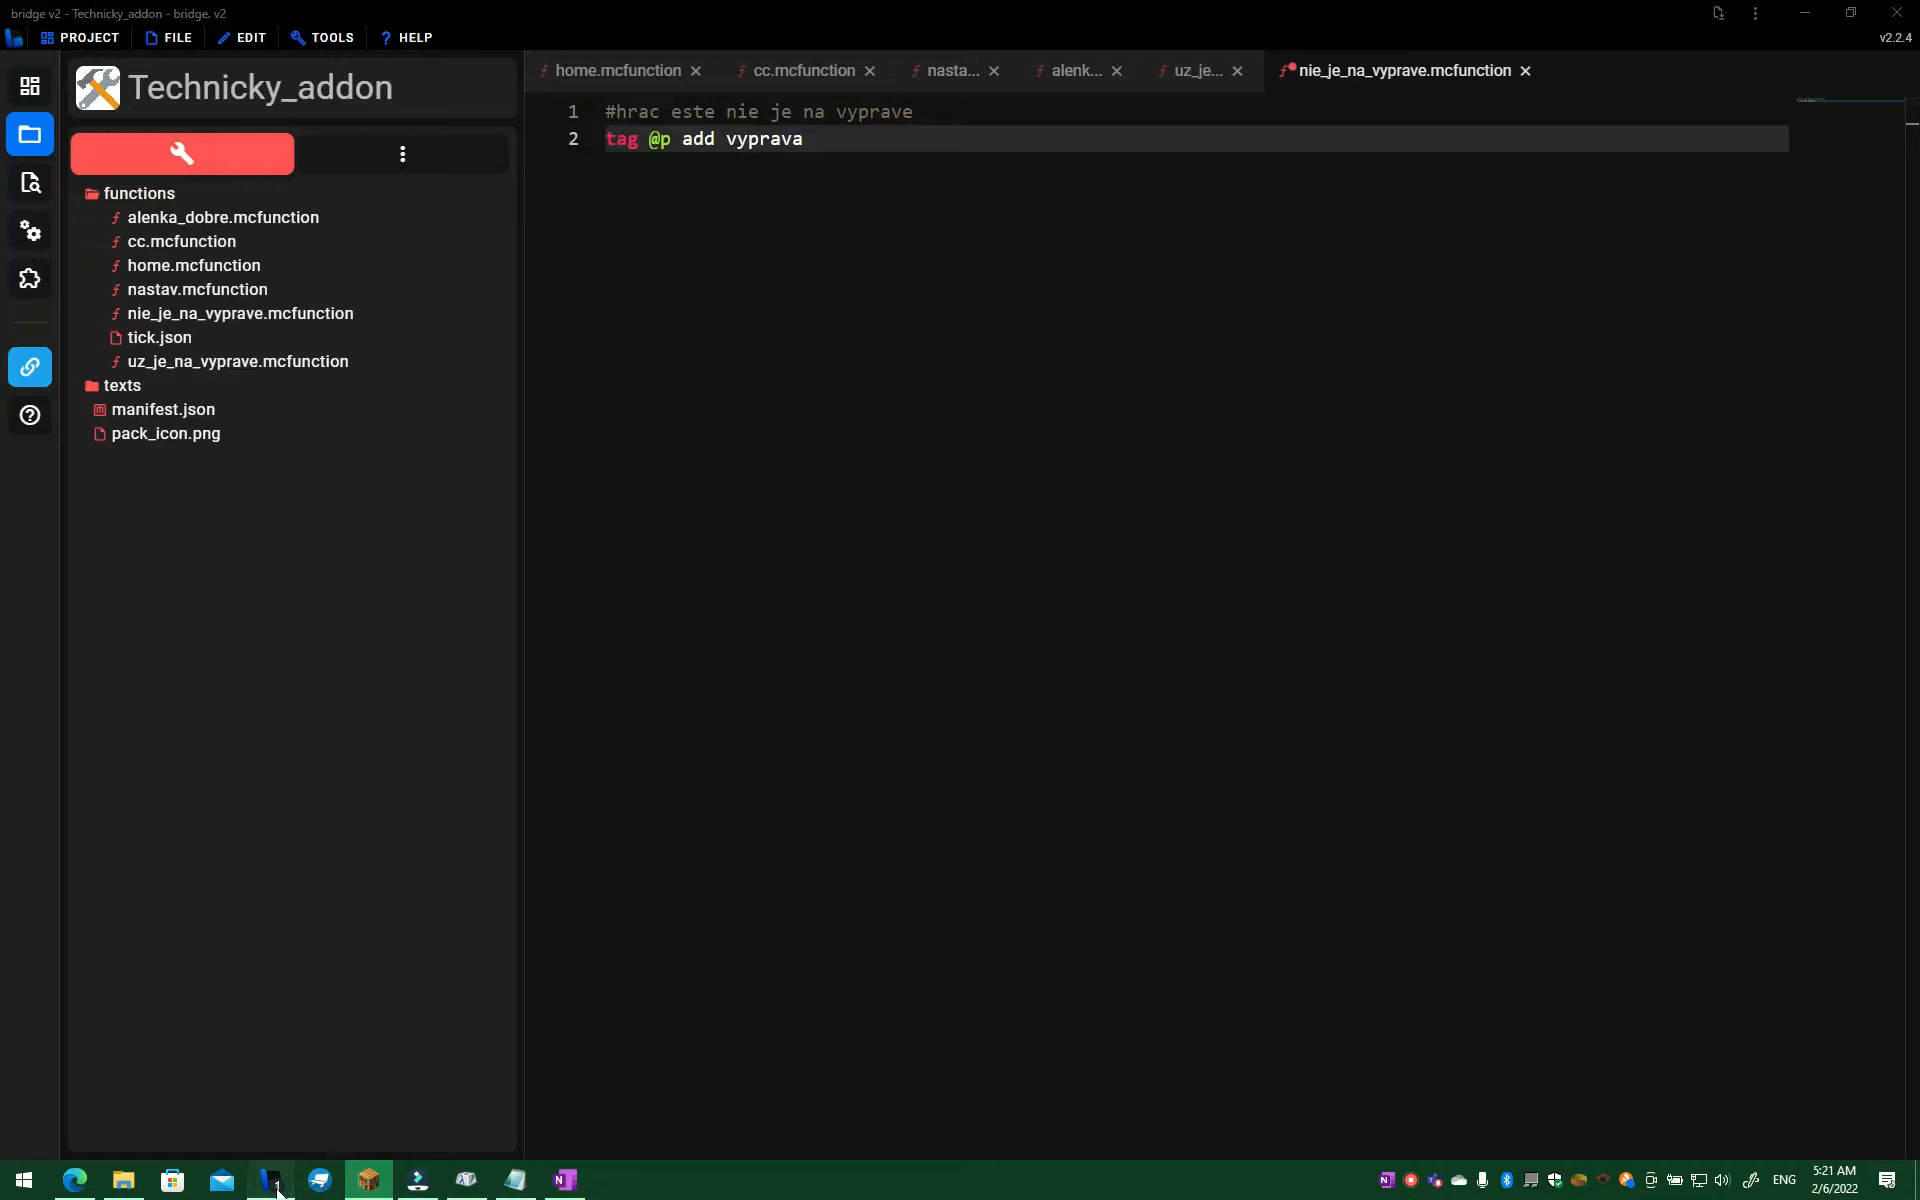 bridge v2 - Technicky_addon - bridge. v2
PROJECT FILE EDIT TOOLS HELP
v2.2.4
Technicky_addon
functions
alenka_dobre.mcfunction
cc.mcfunction
home.mcfunction
nastav.mcfunction
nie_je_na_vyprave.mcfunction
tick.json
uz_je_na_vyprave.mcfunction
texts
manifest.json
pack_icon.png
home.mcfunction cc.mcfunction nasta... alenk... uz_je... nie_je_na_vyprave.mcfunction
1 #hrac este nie je na vyprave
2 tag @p add vyprava
ENG
5:21 AM
2/6/2022